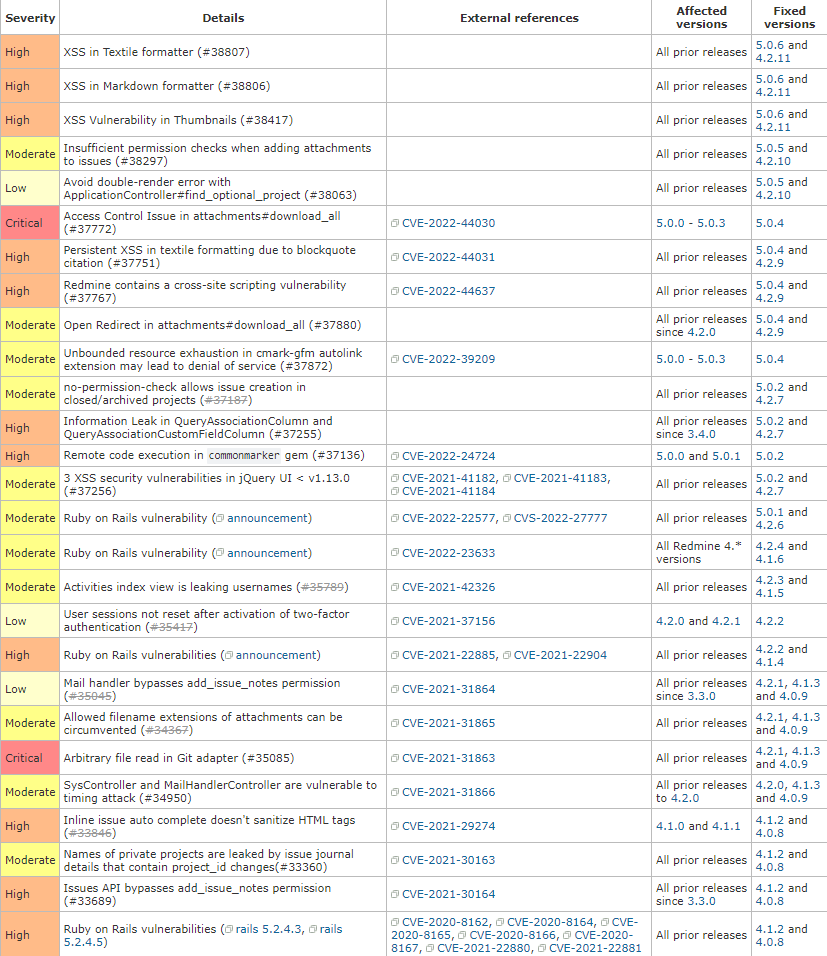 Severity Details External references Affected versions Fixed versions
High XSS in Textile formatter (#38807) All prior releases 5.0.6 and 4.2.11
High XSS in Markdown formatter (#38806) All prior releases 5.0.6 and 4.2.11
High XSS Vulnerability in Thumbnails (#38417) All prior releases 5.0.6 and 4.2.11
Moderate Insufficient permission checks when adding attachments to issues (#38297) All prior releases 5.0.5 and 4.2.10
Low Avoid double-render error with ApplicationController#find_optional_project (#38063) All prior releases 5.0.5 and 4.2.10
Critical Access Control Issue in attachments#download_all (#37772) CVE-2022-44030 5.0.0 - 5.0.3 5.0.4
High Persistent XSS in textile formatting due to blockquote citation (#37751) CVE-2022-44031 All prior releases 5.0.4 and 4.2.9
High Redmine contains a cross-site scripting vulnerability (#37767) CVE-2022-44637 All prior releases 5.0.4 and 4.2.9
Moderate Open Redirect in attachments#download_all (#37880) All prior releases since 4.2.0 5.0.4 and 4.2.9
Moderate Unbounded resource exhaustion in cmark-gfm autolink extension may lead to denial of service (#37872) CVE-2022-39209 5.0.0 - 5.0.3 5.0.4
Moderate no-permission-check allows issue creation in closed/archived projects (#37187) All prior releases 5.0.2 and 4.2.7
High Information Leak in QueryAssociationColumn and QueryAssociationCustomFieldColumn (#37255) All prior releases since 3.4.0 5.0.2 and 4.2.7
High Remote code execution in commonmarker gem (#37136) CVE-2022-24724 5.0.0 and 5.0.1 5.0.2
Moderate 3 XSS security vulnerabilities in jQuery UI < v1.13.0 (#37256) CVE-2021-41182, CVE-2021-41183, CVE-2021-41184 All prior releases 5.0.2 and 4.2.7
Moderate Ruby on Rails vulnerability (announcement) CVE-2022-22577, CVS-2022-27777 All prior releases 5.0.1 and 4.2.6
Moderate Ruby on Rails vulnerability (announcement) CVE-2022-23633 All Redmine 4.* versions 4.2.4 and 4.1.6
Moderate Activities index view is leaking usernames (#35789) CVE-2021-42326 All prior releases 4.2.3 and 4.1.5
Low User sessions not reset after activation of two-factor authentication (#35417) CVE-2021-37156 4.2.0 and 4.2.1 4.2.2
High Ruby on Rails vulnerabilities (announcement) CVE-2021-22885, CVE-2021-22904 All prior releases 4.2.2 and 4.1.4
Low Mail handler bypasses add_issue_notes permission (#35045) CVE-2021-31864 All prior releases since 3.3.0 4.2.1, 4.1.3 and 4.0.9
Moderate Allowed filename extensions of attachments can be circumvented (#34367) CVE-2021-31865 All prior releases 4.2.1, 4.1.3 and 4.0.9
Critical Arbitrary file read in Git adapter (#35085) CVE-2021-31863 All prior releases 4.2.1, 4.1.3 and 4.0.9
Moderate SysController and MailHandlerController are vulnerable to timing attack (#34950) CVE-2021-31866 All prior releases to 4.2.0 4.2.0, 4.1.3 and 4.0.9
High Inline issue auto complete doesn't sanitize HTML tags (#33846) CVE-2021-29274 4.1.0 and 4.1.1 4.1.2 and 4.0.8
Moderate Names of private projects are leaked by issue journal details that contain project_id changes(#33360) CVE-2021-30163 All prior releases 4.1.2 and 4.0.8
High Issues API bypasses add_issue_notes permission (#33689) CVE-2021-30164 All prior releases since 3.3.0 4.1.2 and 4.0.8
High Ruby on Rails vulnerabilities (rails 5.2.4.3, rails 5.2.4.5) CVE-2020-8162, CVE-2020-8164, CVE-2020-8165, CVE-2020-8166, CVE-2020-8167, CVE-2021-22880, CVE-2021-22881 All prior releases 4.1.2 and 4.0.8